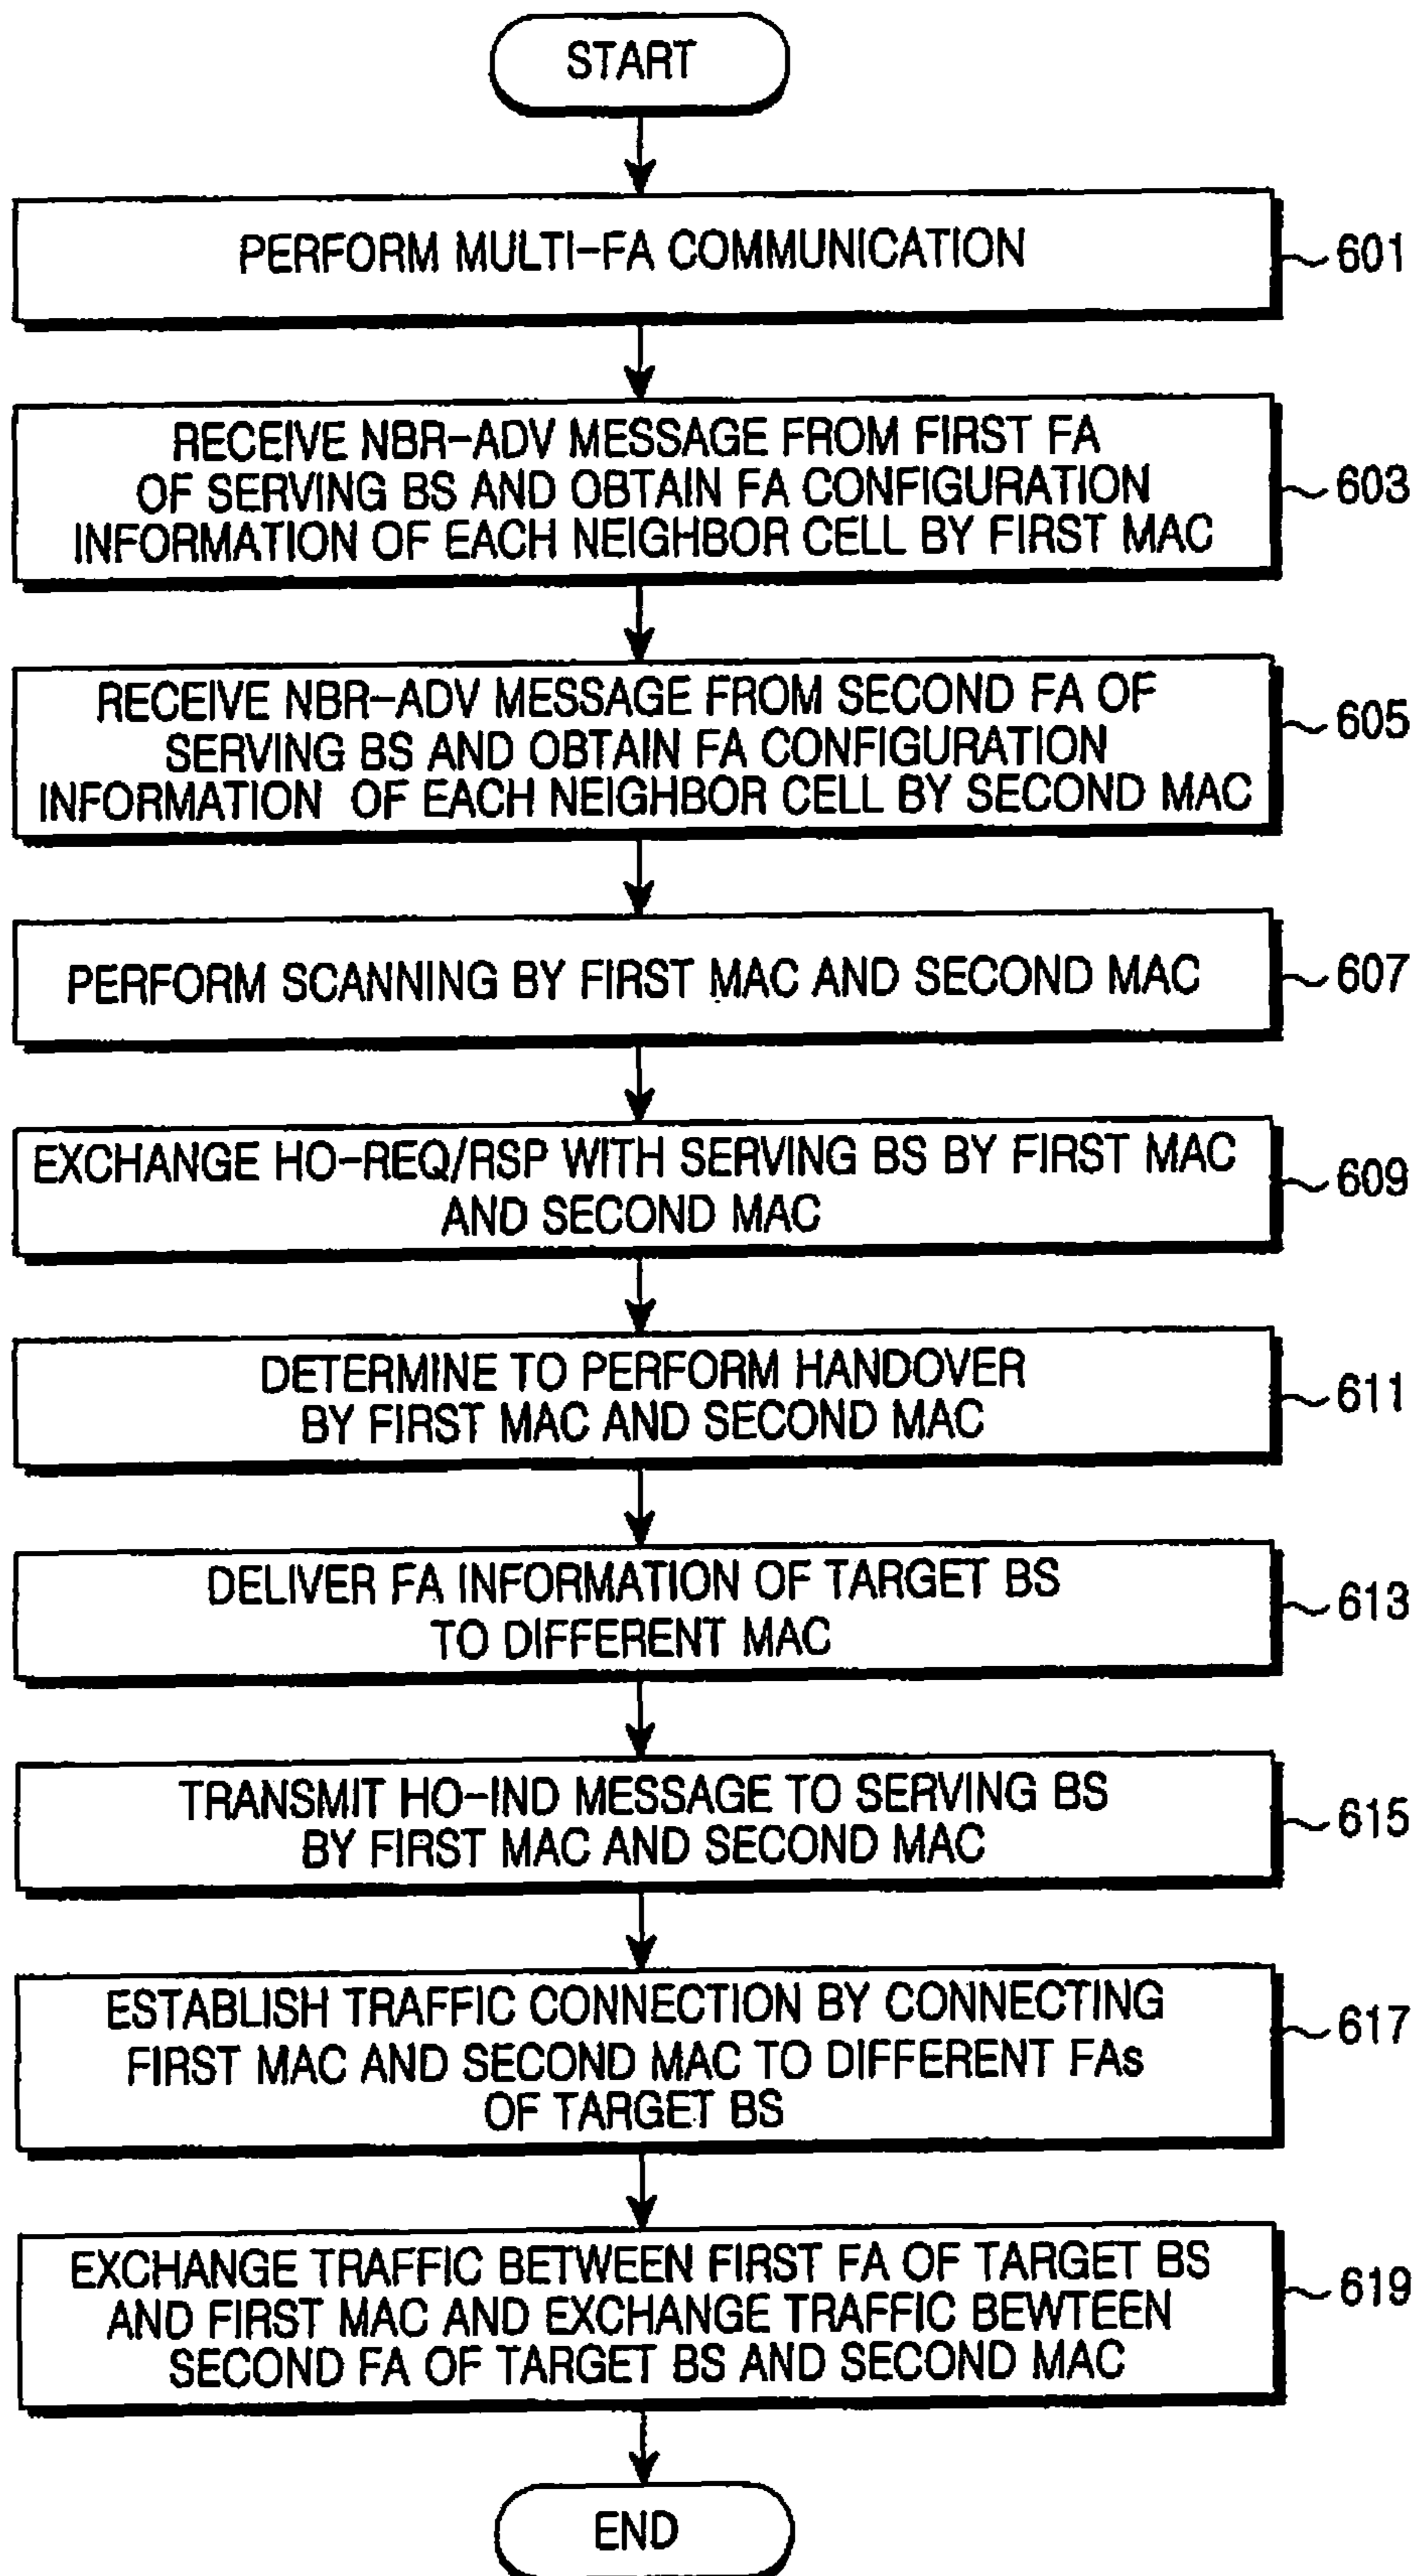 START
PERFORM MULTI-FA COMMUNICATION
601
RECEIVE NBR-ADV MESSAGE FROM FIRST FA
OF SERVING BS AND OBTAIN FA CONFIGURATION
INFORMATION OF EACH NEIGHBOR CELL BY FIRST MAC
603
RECEIVE NBR-ADV MESSAGE FROM SECOND FA OF
SERVING BS AND OBTAIN FA CONFIGURATION
INFORMATION OF EACH NEIGHBOR CELL BY SECOND MAC
605
PERFORM SCANNING BY FIRST MAC AND SECOND MAC
607
EXCHANGE HO-REQ/RSP WITH SERVING BS BY FIRST MAC
AND SECOND MAC
609
DETERMINE TO PERFORM HANDOVER
BY FIRST MAC AND SECOND MAC
611
DELIVER FA INFORMATION OF TARGET BS
TO DIFFERENT MAC
613
TRANSMIT HO-IND MESSAGE TO SERVING BS
BY FIRST MAC AND SECOND MAC
615
ESTABLISH TRAFFIC CONNECTION BY CONNECTING
FIRST MAC AND SECOND MAC TO DIFFERENT FAs
OF TARGET BS
617
EXCHANGE TRAFFIC BETWEEN FIRST FA OF TARGET BS
AND FIRST MAC AND EXCHANGE TRAFFIC BEWTEEN
SECOND FA OF TARGET BS AND SECOND MAC
619
END